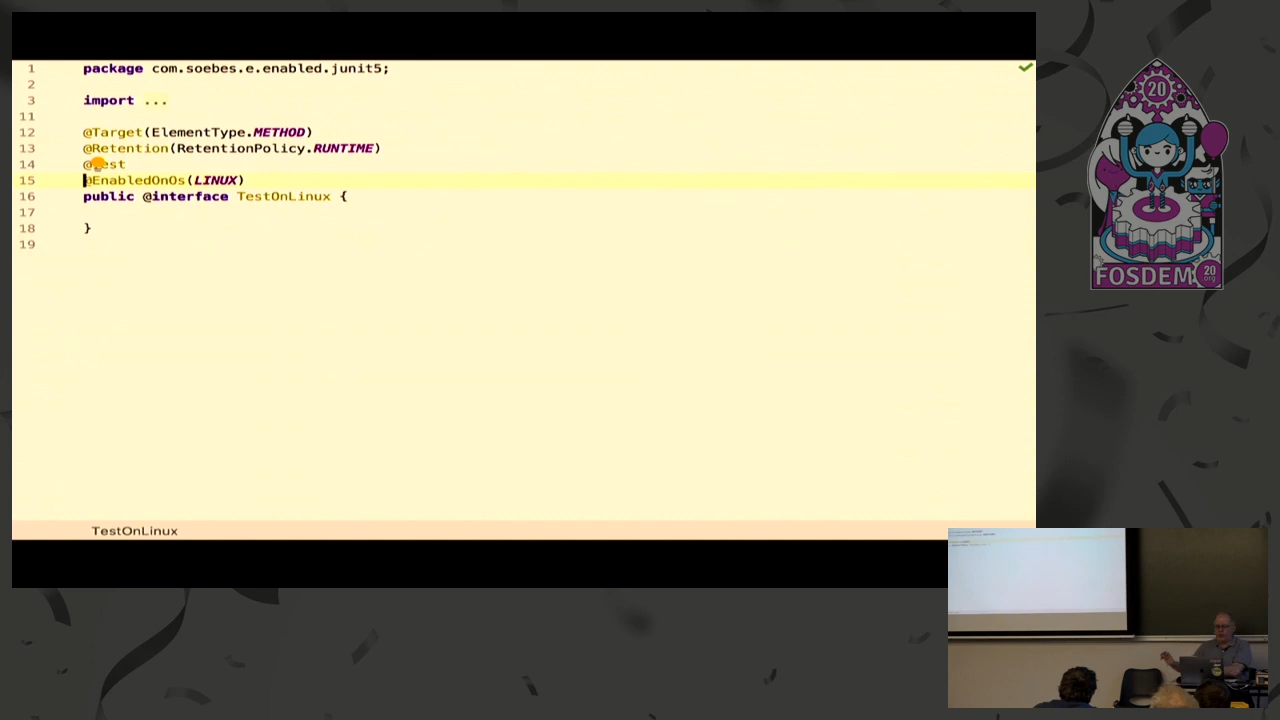 1 package com.soebes.e.enabled.junit5;
2
3 import ...
11
12 @Target(ElementType.METHOD)
13 @Retention(RetentionPolicy.RUNTIME)
14
15 @EnabledOnOs(LINUX)
16 public @interface TestOnLinux {
17
18 }
19
TestOnLinux
20
FOSDEM
20
.org